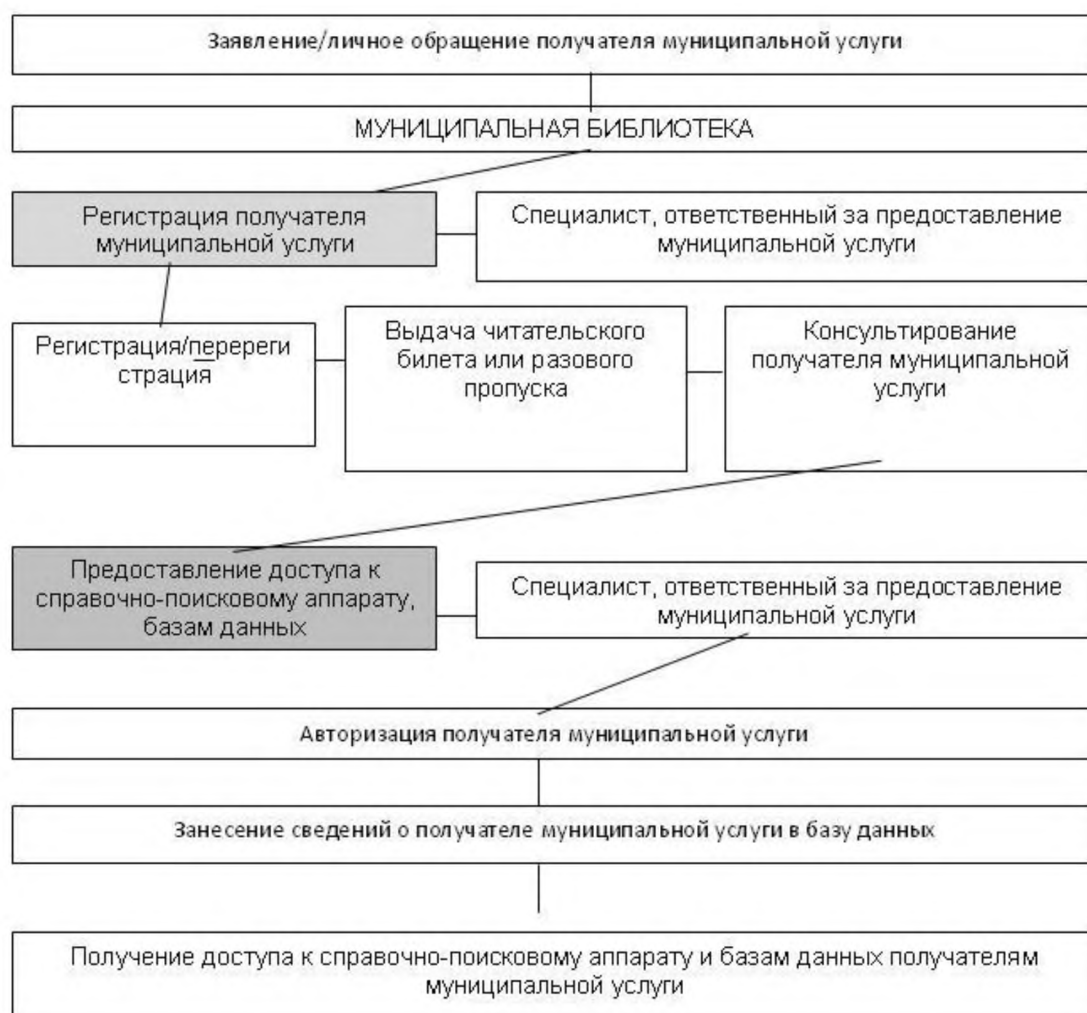 Заявление/личное обращение получателя муниципальной услуги
МУНИЦИПАЛЬНАЯ БИБЛИОТЕКА
Регистрация получателя
муниципальной услуги
Специалист, ответственный за предоставление
муниципальной услуги
Регистрация/перереги
страция
Выдача читательского
билета или разового
пропуска
Консультирование
получателя муниципальной
услуги
Предоставление доступа к
справочно-поисковому аппарату,
базам данных
Специалист, ответственный за предоставление
муниципальной услуги
Авторизация получателя муниципальной услуги
Занесение сведений о получателе муниципальной услуги в базу данных
Получение доступа к справочно-поисковому аппарату и базам данных получателям
муниципальной услуги